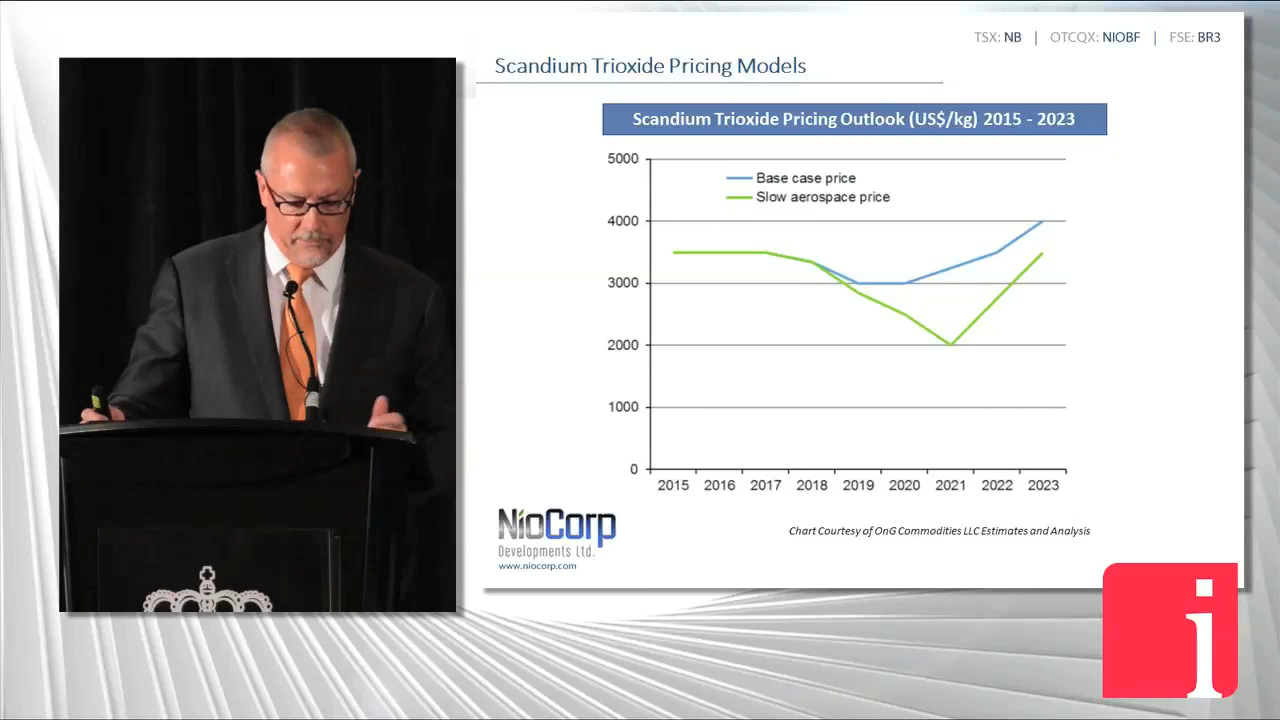 TSX: NB | OTCQX: NIOBF | FSE: BR3
Scandium Trioxide Pricing Models
Scandium Trioxide Pricing Outlook (US$/kg) 2015 - 2023
5000
Base case price
Slow aerospace price
4000
3000
2000
1000
0
2015 2016 2017 2018 2019 2020 2021 2022 2023
NioCorp
Developments Ltd.
www.niocorp.com
Chart Courtesy of OnG Commodities LLC Estimates and Analysis
i